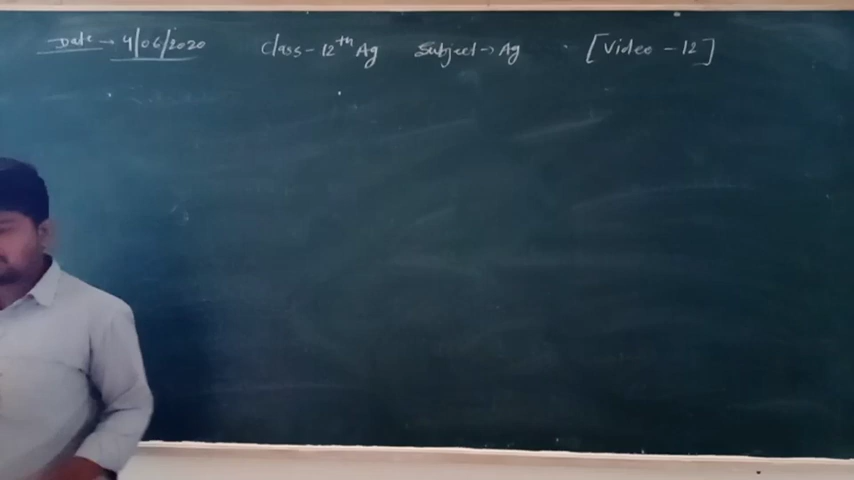 Date → 4/06/2020 Class - 12th Ag Subject → Ag [Video - 12]